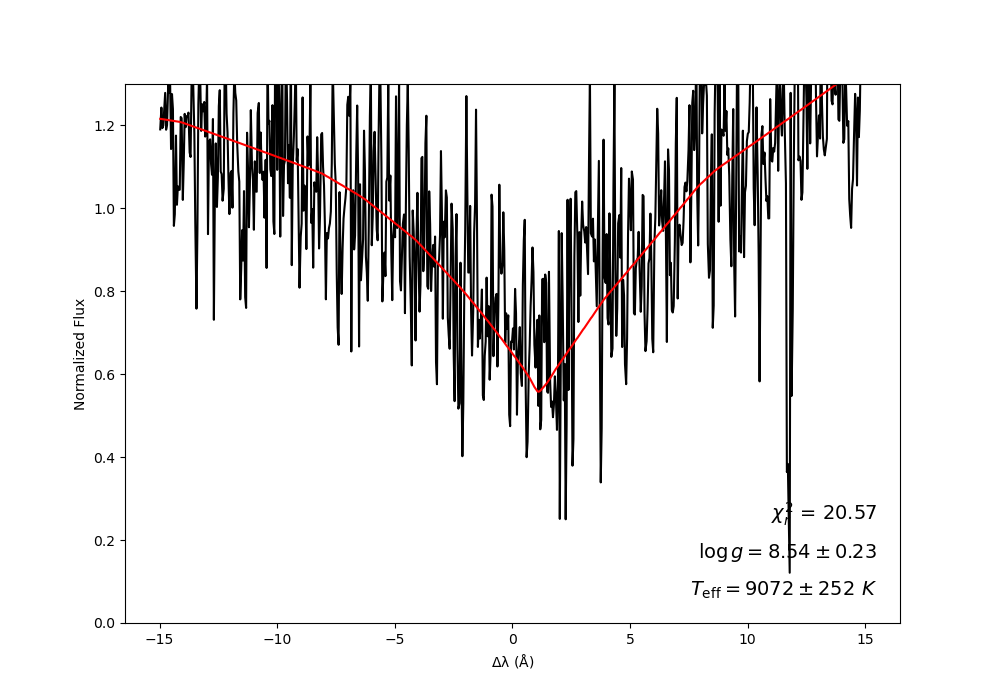 1.2
1.0
0.8
0.6
0.4
0.2
0.0
Normalized Flux
χ²ᵣ = 20.57
log g = 8.54 ± 0.23
T_eff = 9072 ± 252 K
−15 −10 −5 0 5 10 15
Δλ (Å)